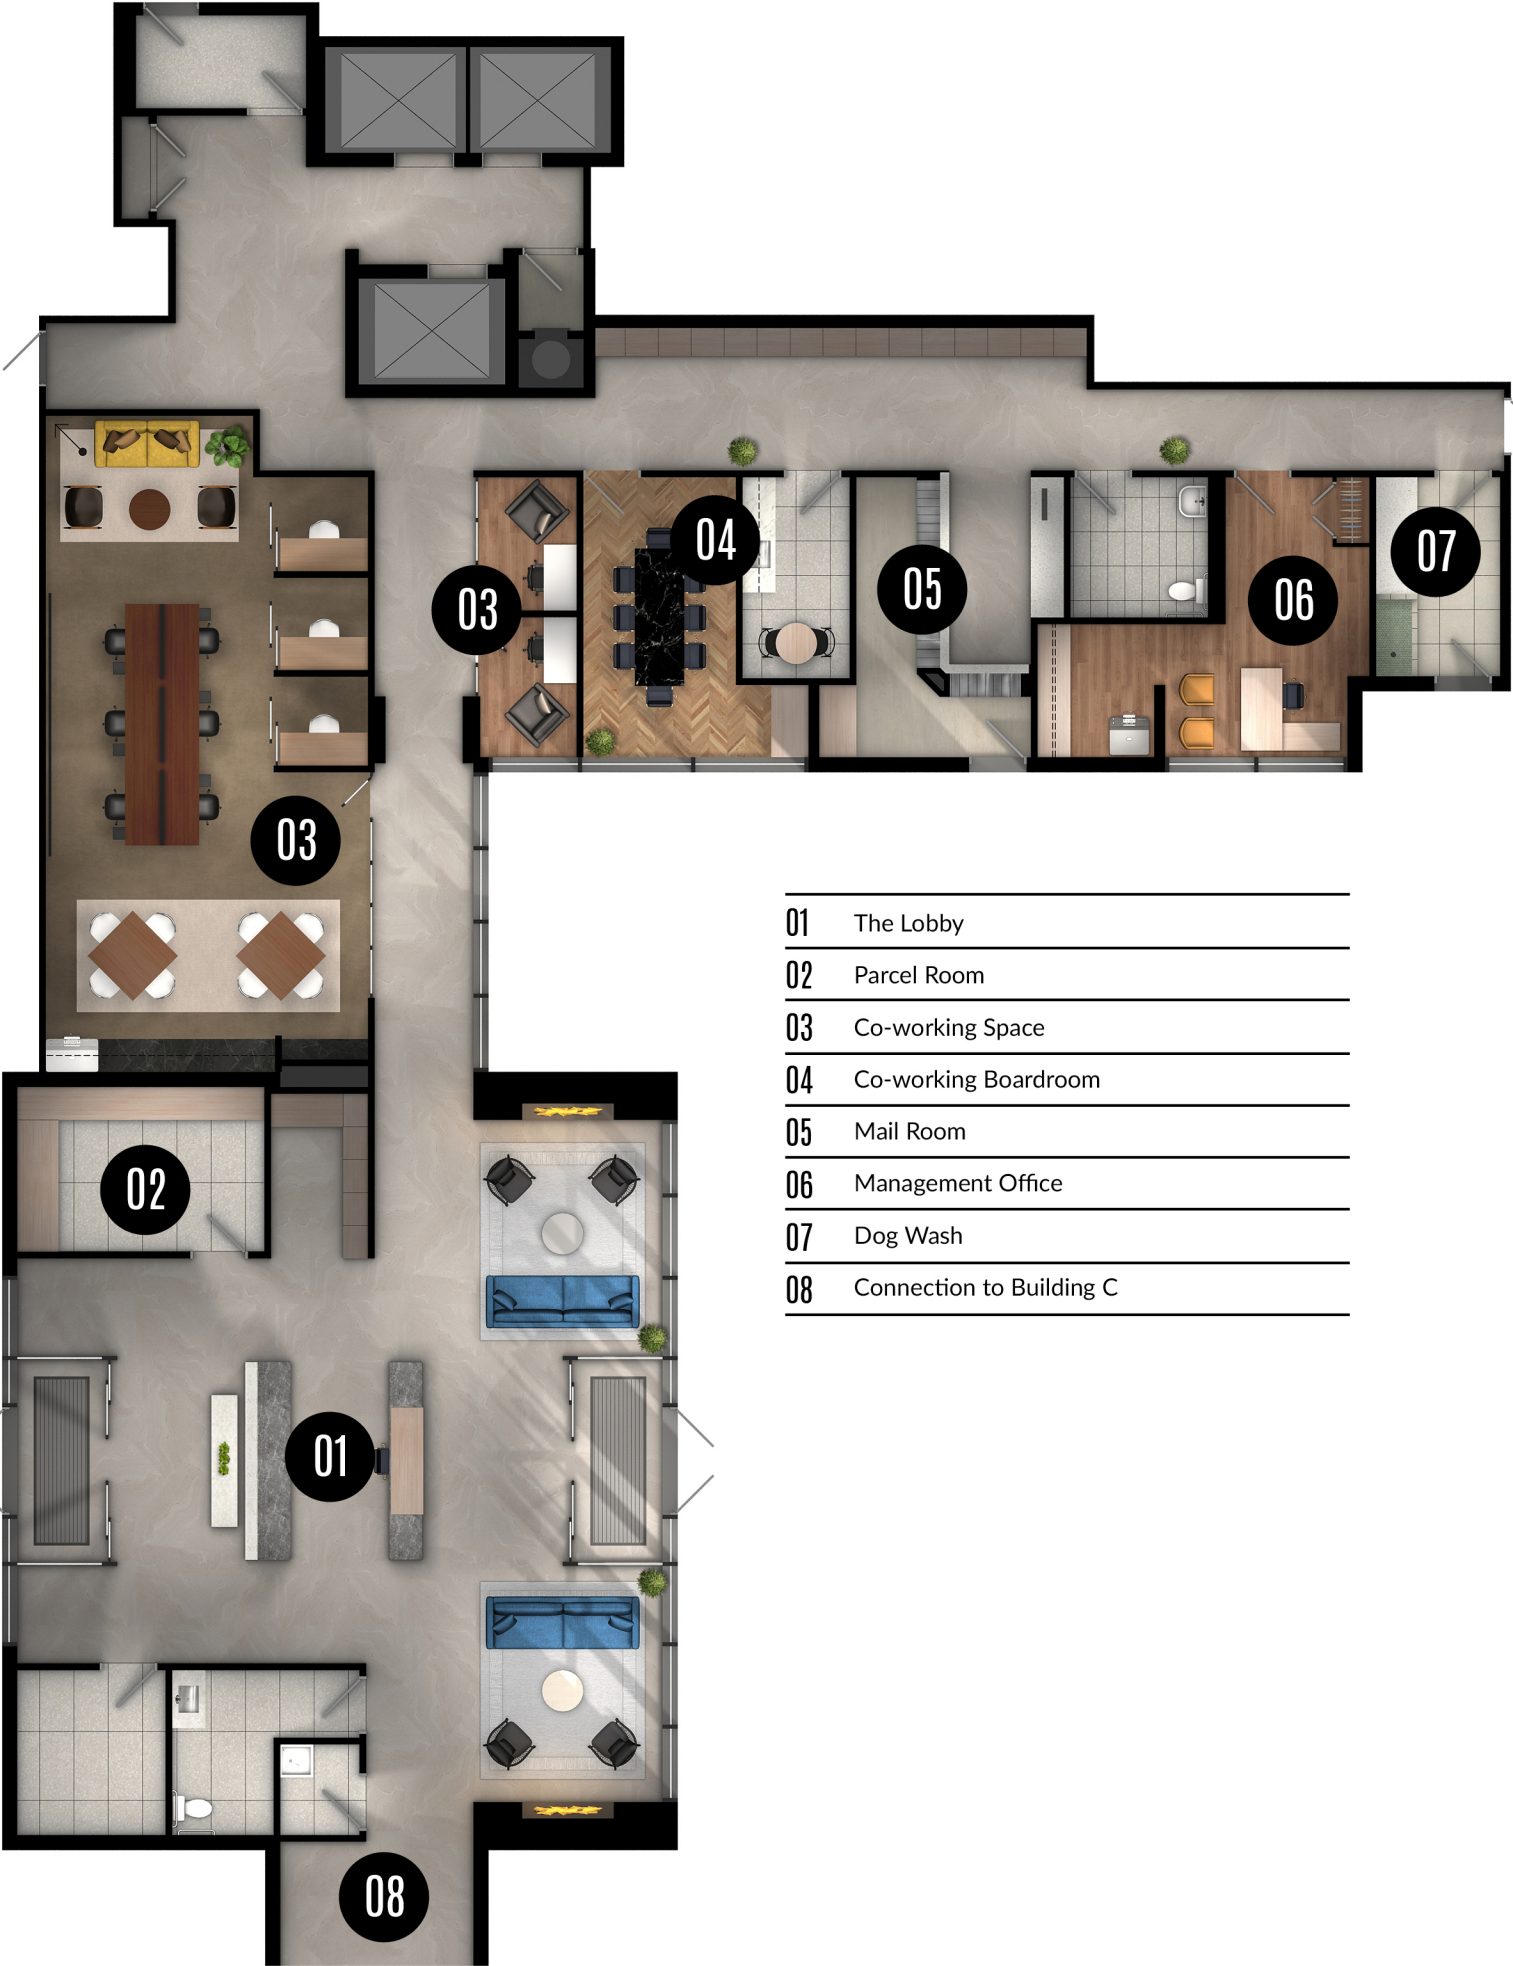 04
07
05
06
03
03
01 The Lobby
02 Parcel Room
03 Co-working Space
04 Co-working Boardroom
05 Mail Room
06 Management Office
07 Dog Wash
08 Connection to Building C
02
01
08